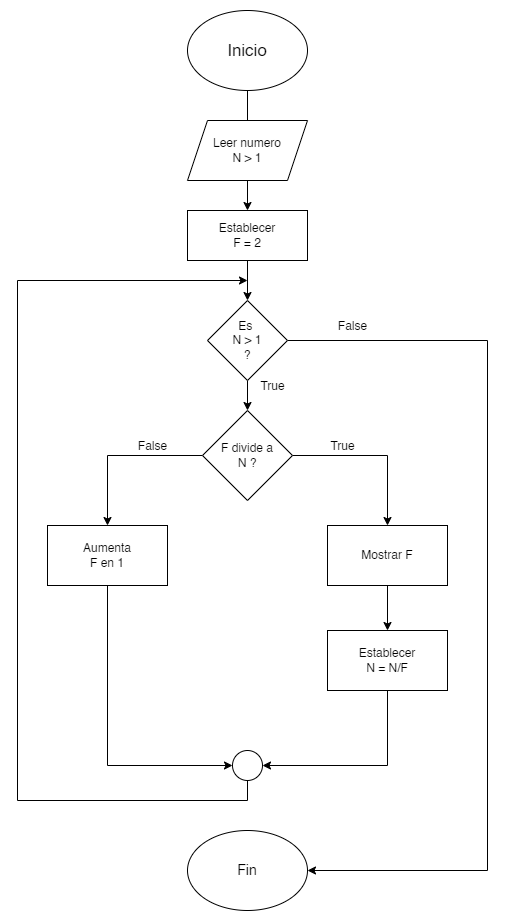 Inicio
Leer numero
N > 1
Establecer
F = 2
Es
N > 1
?
False
True
F divide a
N ?
False
True
Aumenta
F en 1
Mostrar F
Establecer
N = N/F
Fin